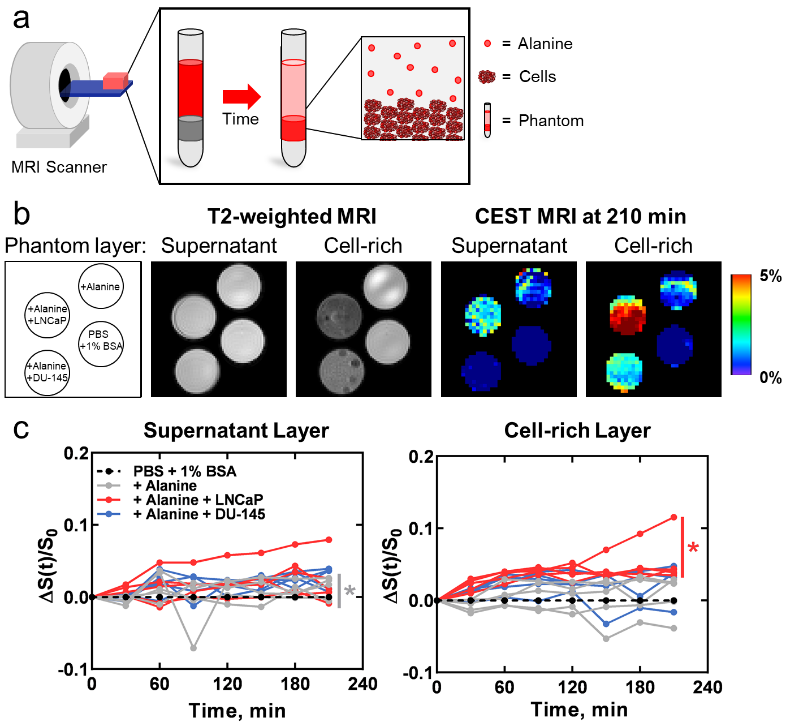 a
MRI Scanner
Time
= Alanine
= Cells
= Phantom
b
T2-weighted MRI
CEST MRI at 210 min
Phantom layer:
Supernatant
Cell-rich
Supernatant
Cell-rich
+Alanine
+Alanine
+LNCaP
PBS
+1% BSA
+Alanine
+DU-145
5%
0%
c
Supernatant Layer
ΔS(t)/S0
0.2
0.1
0.0
-0.1
PBS + 1% BSA
+ Alanine
+ Alanine + LNCaP
+ Alanine + DU-145
*
0 60 120 180 240
Time, min
Cell-rich Layer
ΔS(t)/S0
0.2
0.1
0.0
-0.1
*
0 60 120 180 240
Time, min